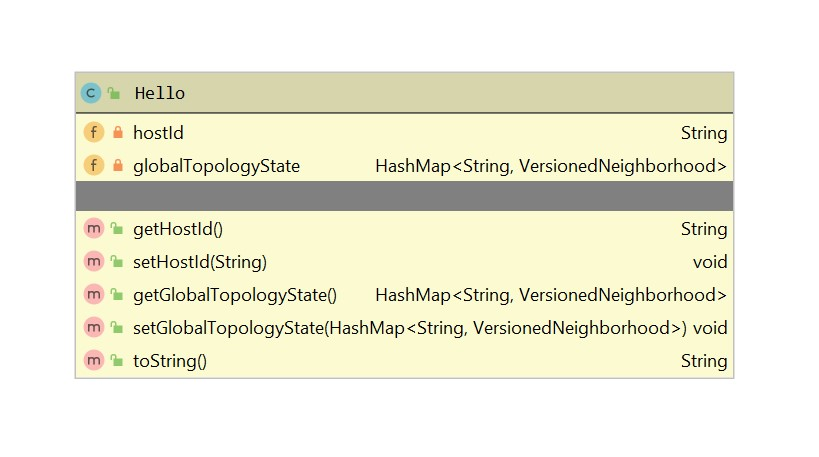 C Hello
f hostId String
f globalTopologyState HashMap<String, VersionedNeighborhood>
m getHostId() String
m setHostId(String) void
m getGlobalTopologyState() HashMap<String, VersionedNeighborhood>
m setGlobalTopologyState(HashMap<String, VersionedNeighborhood>) void
m toString() String